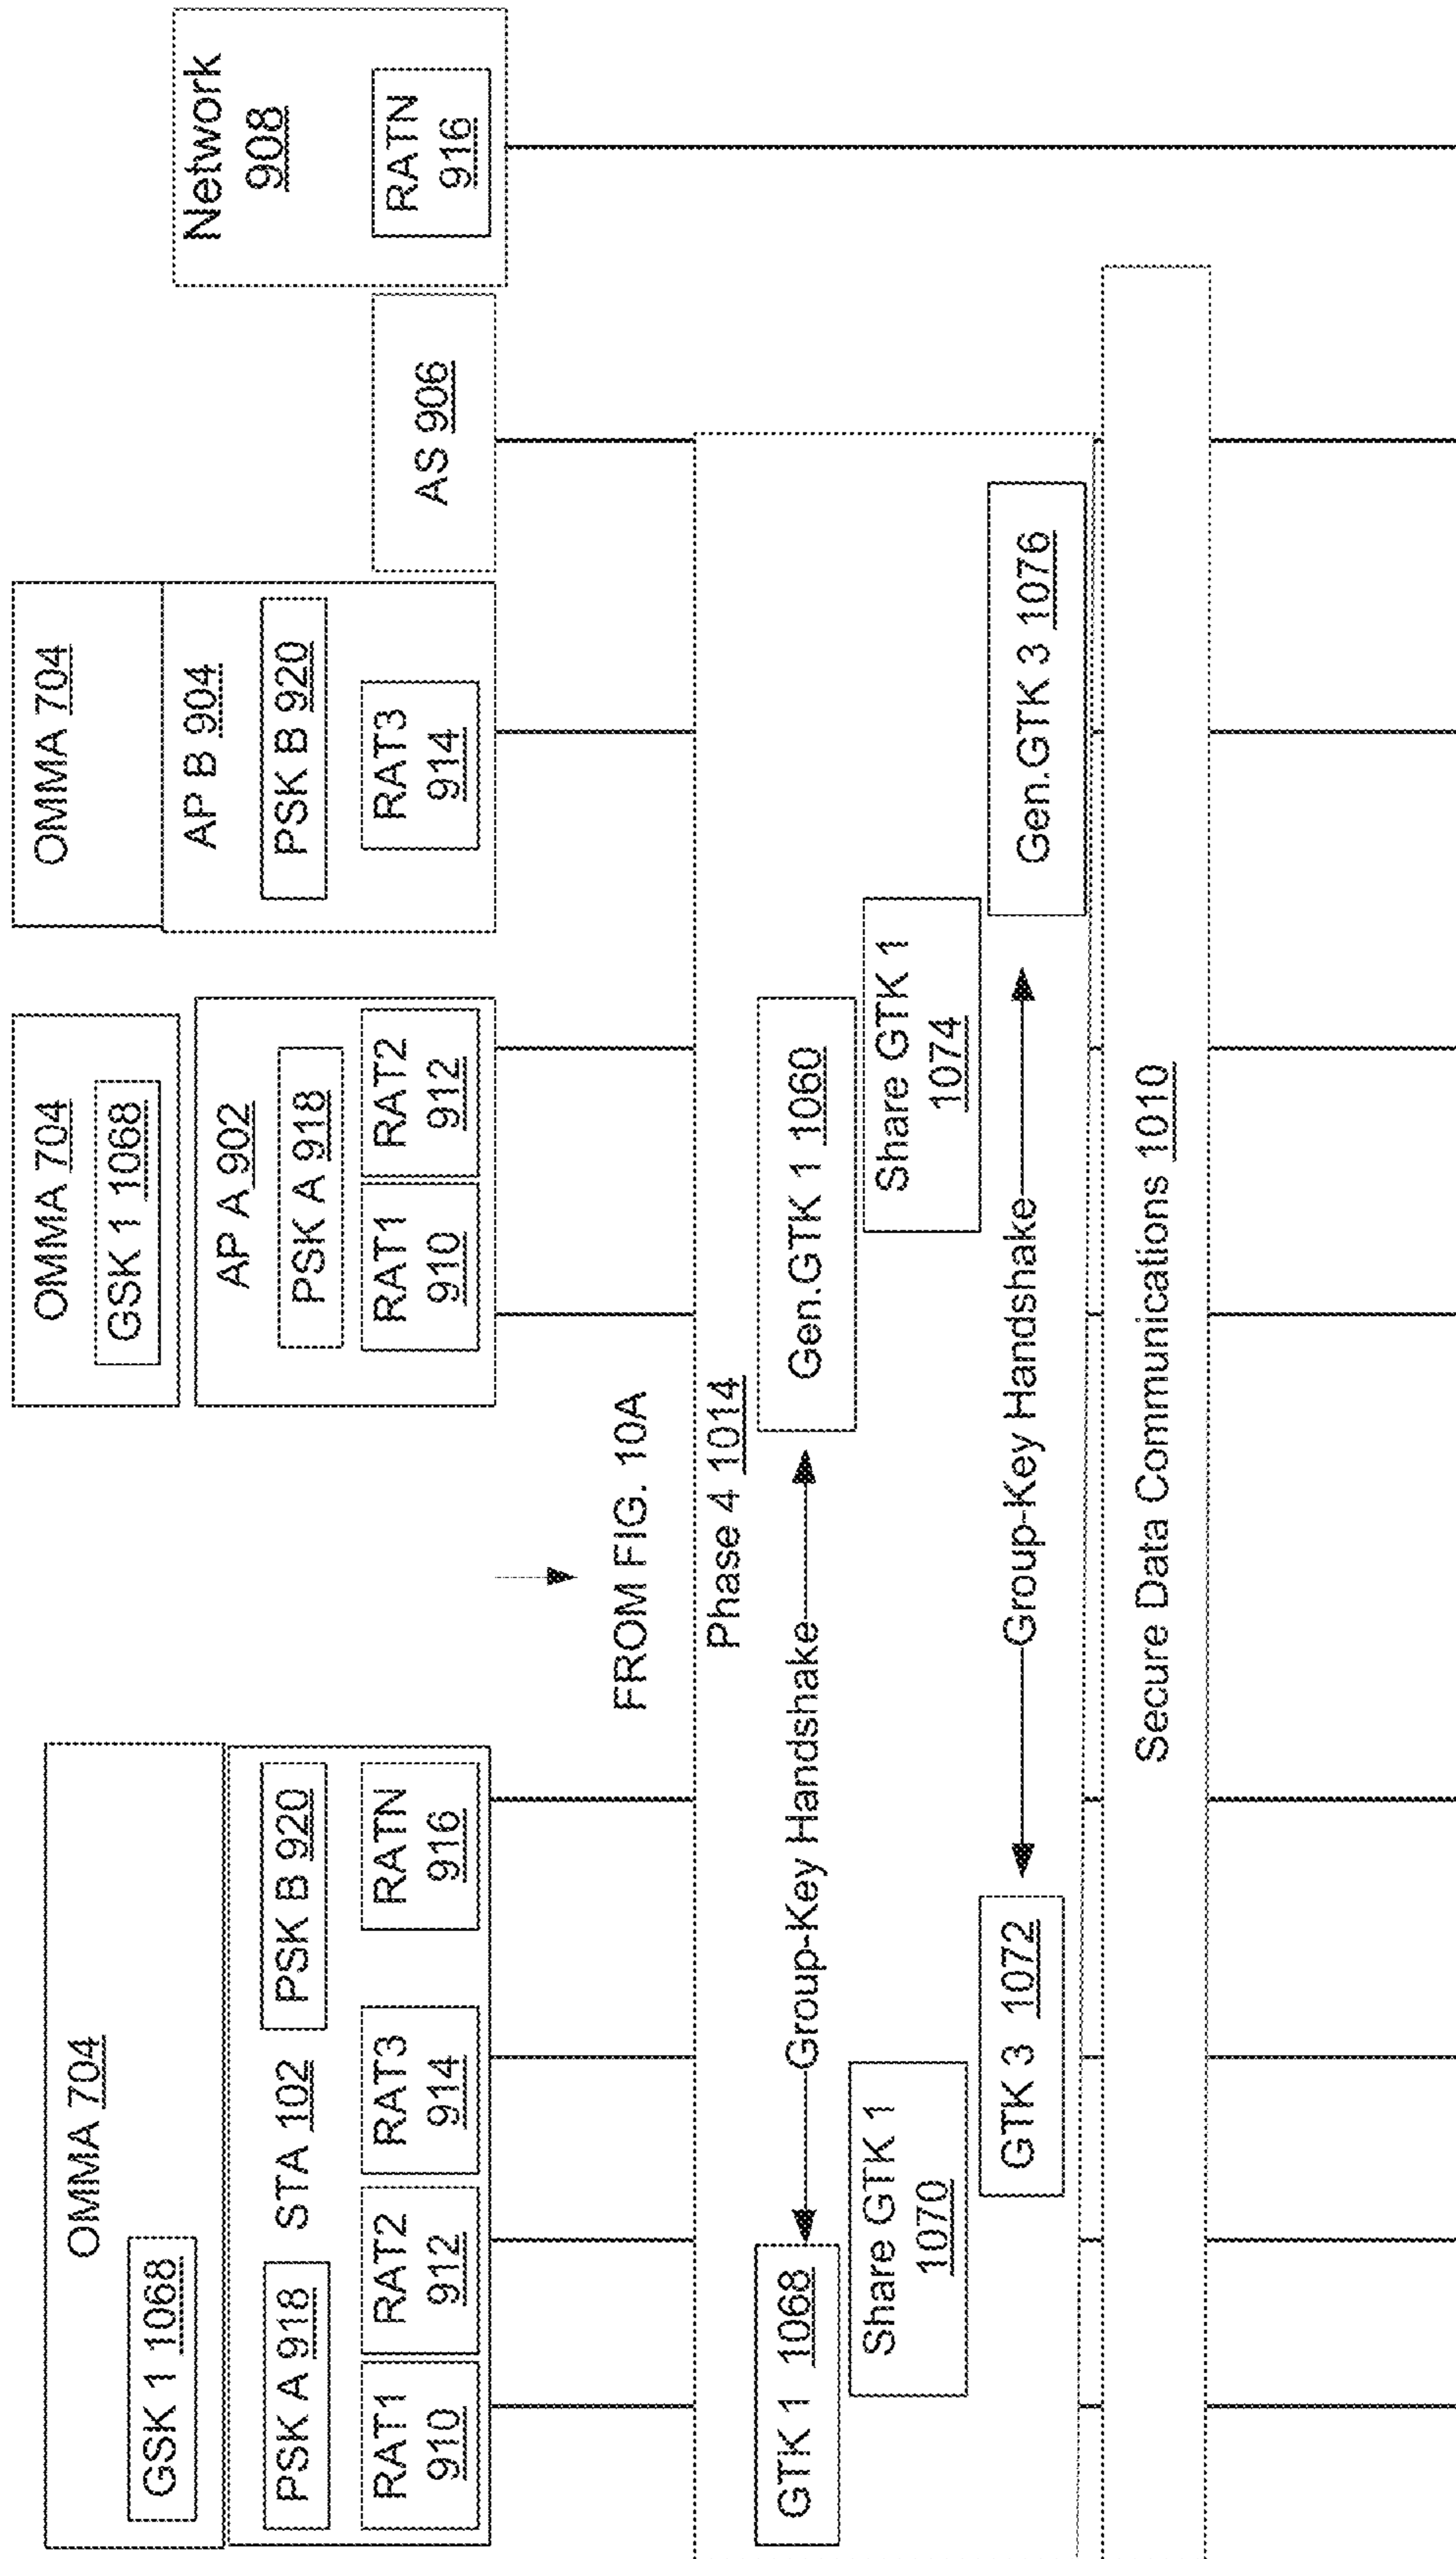 OMMA 704
GSK 1 1068
PSK A 918
STA 102
PSK B 920
RAT1
910
RAT2
912
RAT3
914
RATN
916
OMMA 704
GSK 1 1068
AP A 902
PSK A 918
RAT1
910
RAT2
912
OMMA 704
AP B 904
PSK B 920
RAT3
914
AS 906
Network
908
RATN
916
FROM FIG. 10A
Phase 4 1014
GTK 1 1068
Group-Key Handshake
Gen.GTK 1 1060
Share GTK 1
1070
Share GTK 1
1074
GTK 3 1072
Group-Key Handshake
Gen.GTK 3 1076
Secure Data Communications 1010